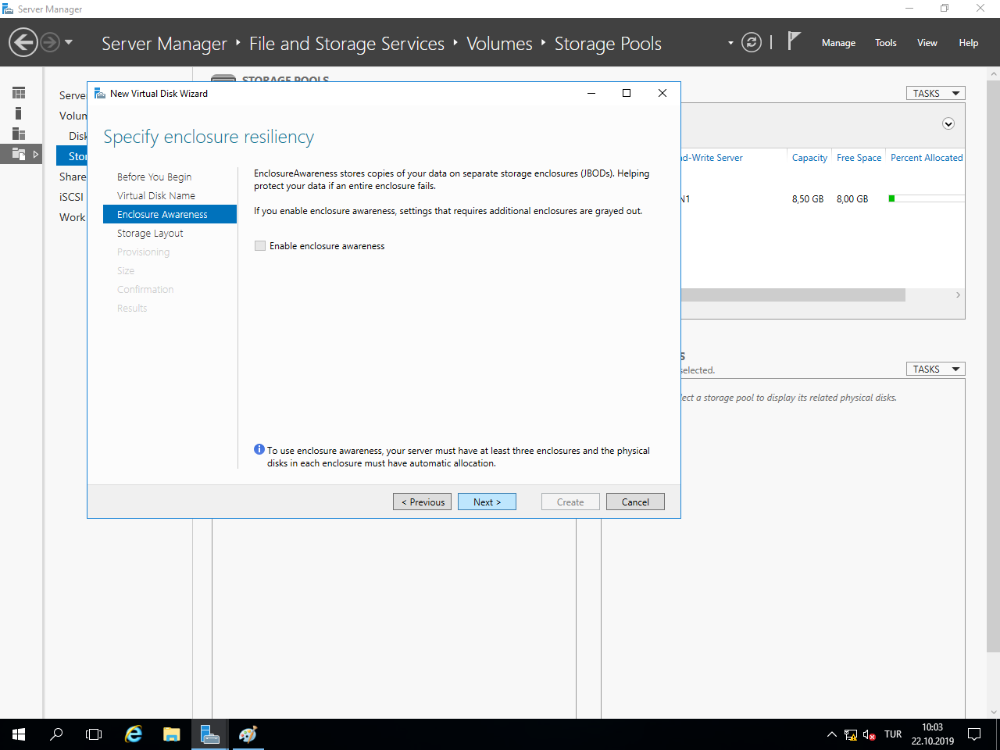 Server Manager
Server Manager ‣ File and Storage Services ‣ Volumes ‣ Storage Pools
Manage
Tools
View
Help
STORAGE POOLS
TASKS
Disk
Share
iSCSI
Work
New Virtual Disk Wizard
Specify enclosure resiliency
Before You Begin
Virtual Disk Name
Enclosure Awareness
Storage Layout
Provisioning
Size
Confirmation
Results
EnclosureAwareness stores copies of your data on separate storage enclosures (JBODs). Helping
protect your data if an entire enclosure fails.
If you enable enclosure awareness, settings that requires additional enclosures are grayed out.
Enable enclosure awareness
To use enclosure awareness, your server must have at least three enclosures and the physical
disks in each enclosure must have automatic allocation.
< Previous
Next >
Create
Cancel
d-Write Server
Capacity
Free Space
Percent Allocated
N1
8,50 GB
8,00 GB
S
selected.
TASKS
ect a storage pool to display its related physical disks.
TUR
10:03
22.10.2019